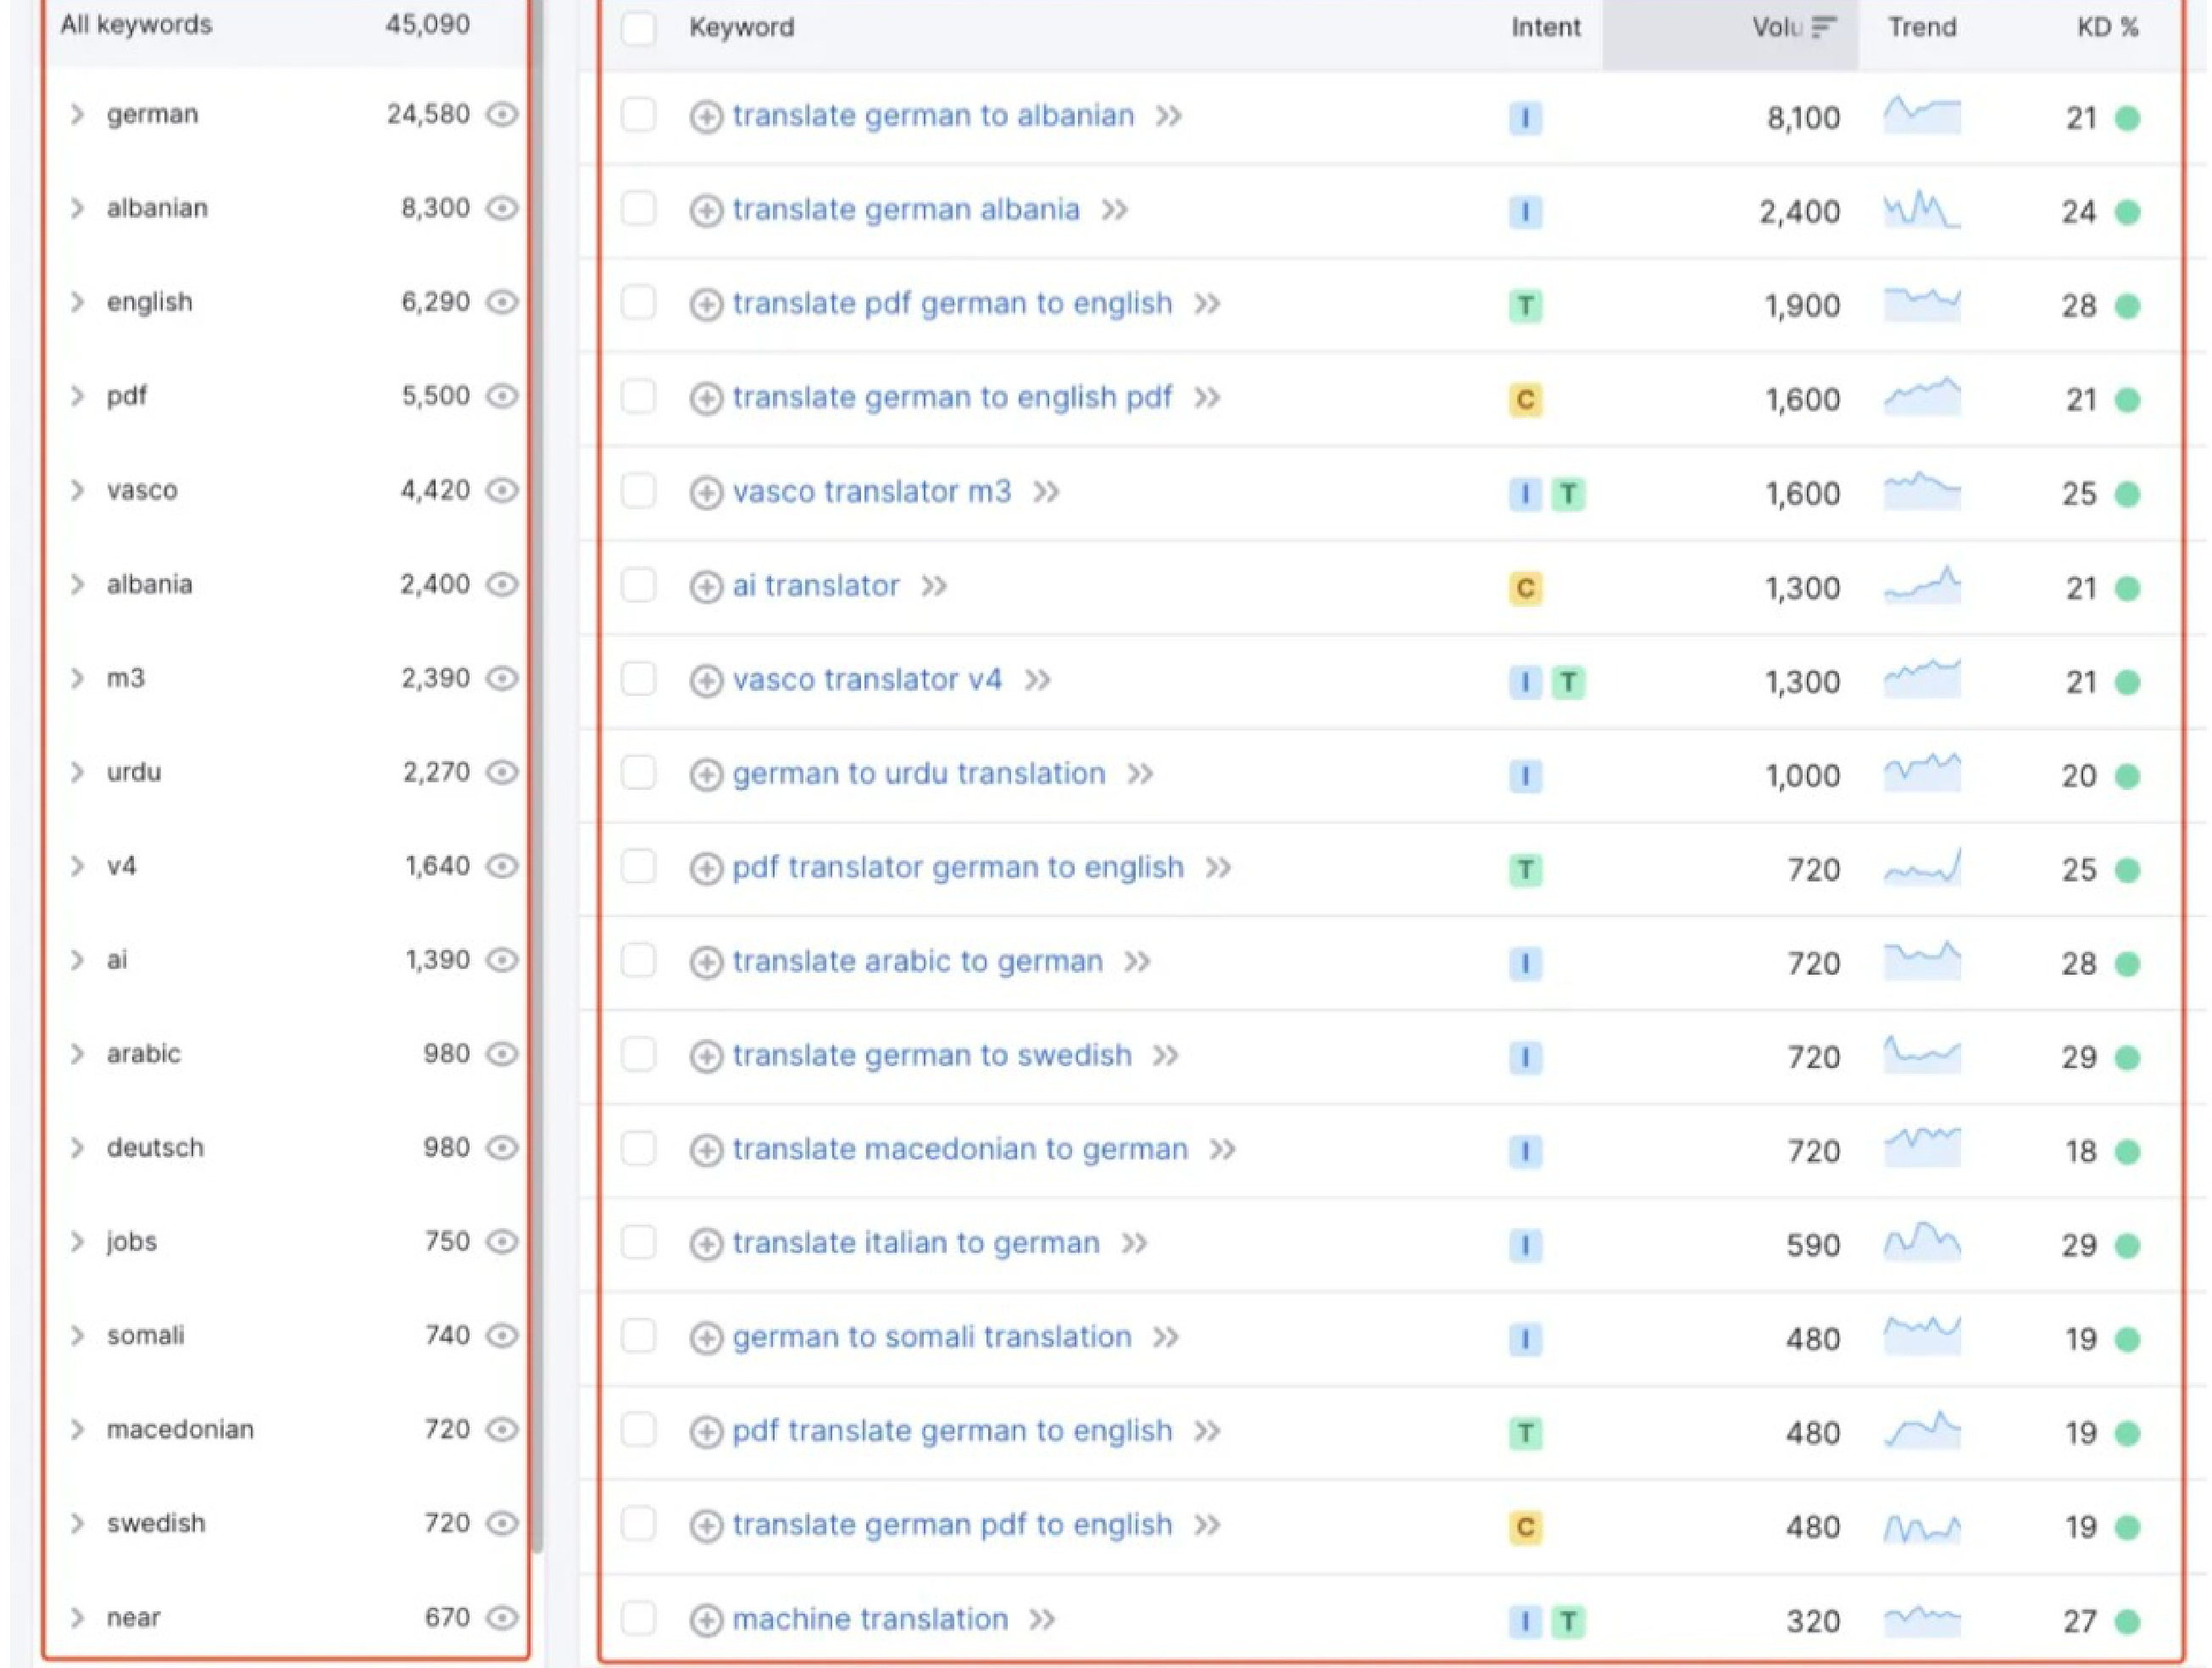 All keywords 45,090
german 24,580
albanian 8,300
english 6,290
pdf 5,500
vasco 4,420
albania 2,400
m3 2,390
urdu 2,270
v4 1,640
ai 1,390
arabic 980
deutsch 980
jobs 750
somali 740
macedonian 720
swedish 720
near 670
Keyword Intent Volu Trend KD %
translate german to albanian I 8,100 21
translate german albania I 2,400 24
translate pdf german to english T 1,900 28
translate german to english pdf C 1,600 21
vasco translator m3 I T 1,600 25
ai translator C 1,300 21
vasco translator v4 I T 1,300 21
german to urdu translation I 1,000 20
pdf translator german to english T 720 25
translate arabic to german I 720 28
translate german to swedish I 720 29
translate macedonian to german I 720 18
translate italian to german I 590 29
german to somali translation I 480 19
pdf translate german to english T 480 19
translate german pdf to english C 480 19
machine translation I T 320 27